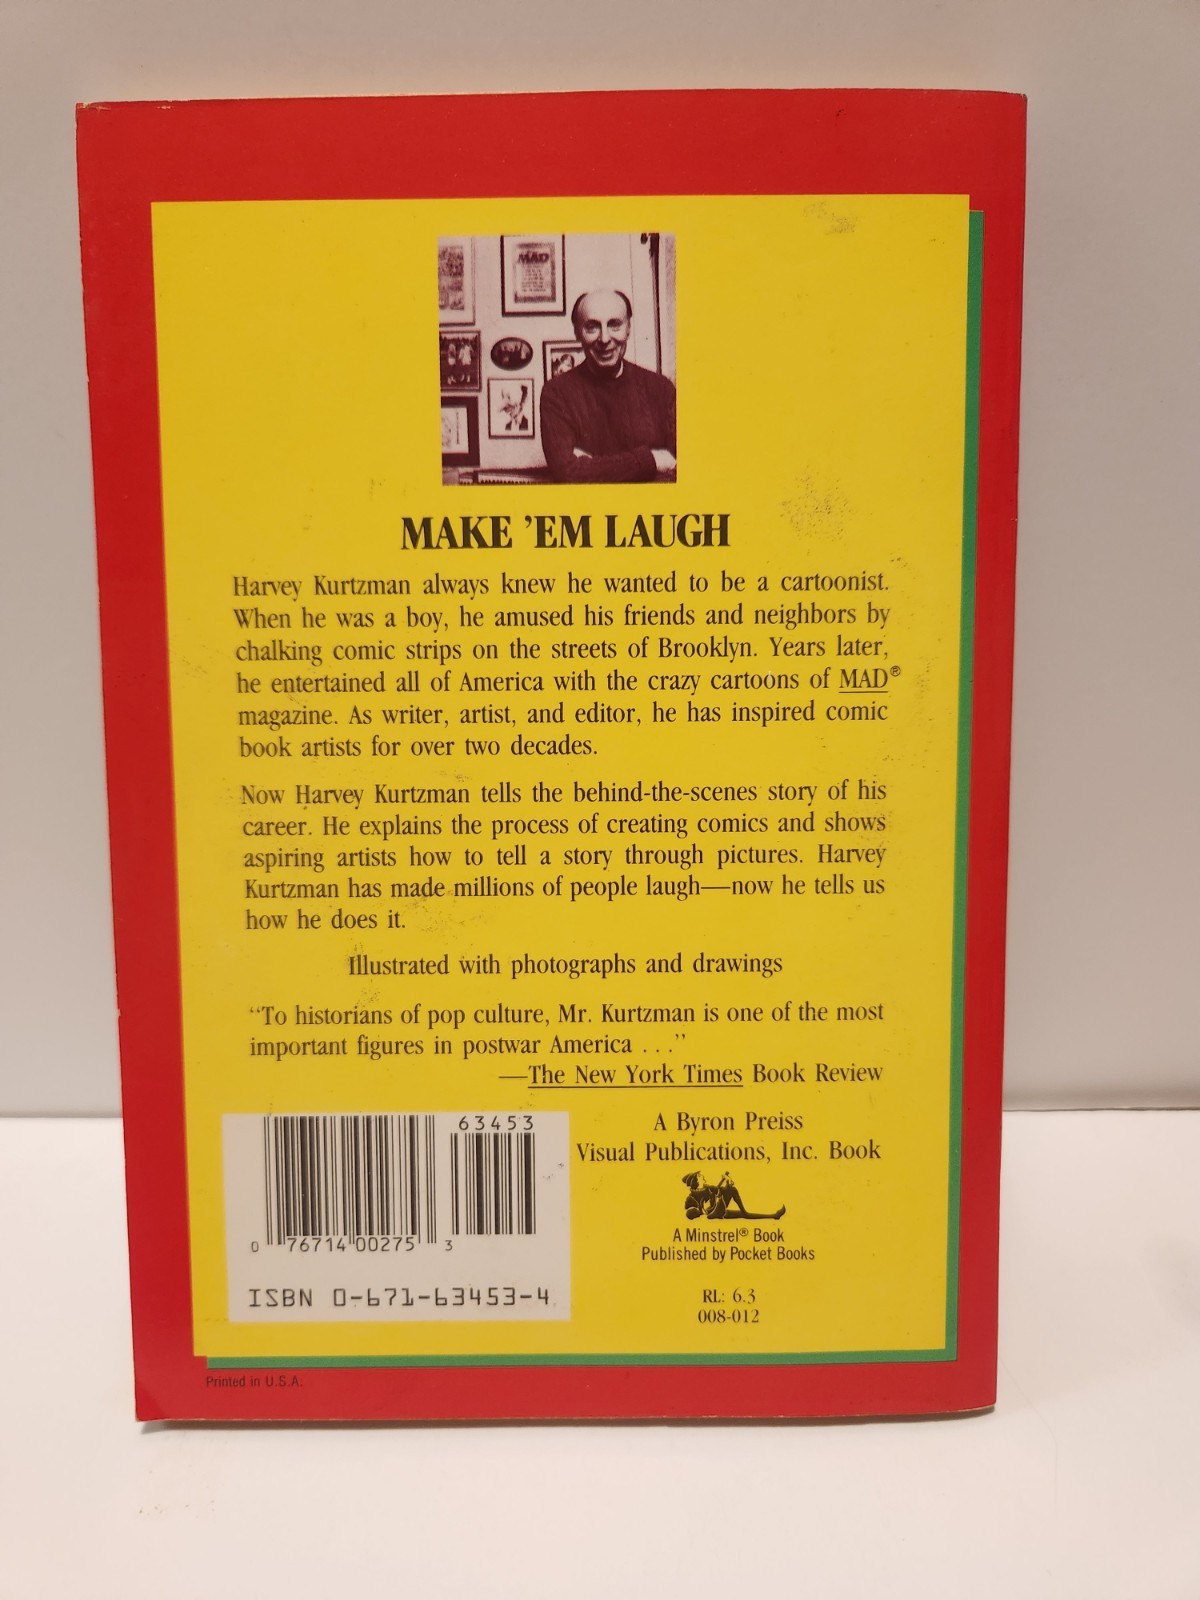 MAD
MAKE 'EM LAUGH
Harvey Kurtzman always knew he wanted to be a cartoonist.
When he was a boy, he amused his friends and neighbors by
chalking comic strips on the streets of Brooklyn. Years later,
he entertained all of America with the crazy cartoons of MAD®
magazine. As writer, artist, and editor, he has inspired comic
book artists for over two decades.
Now Harvey Kurtzman tells the behind-the-scenes story of his
career. He explains the process of creating comics and shows
aspiring artists how to tell a story through pictures. Harvey
Kurtzman has made millions of people laugh—now he tells us
how he does it.
Illustrated with photographs and drawings
"To historians of pop culture, Mr. Kurtzman is one of the most
important figures in postwar America . . ."
—The New York Times Book Review
63453
0 76714 00275 3
ISBN 0-671-63453-4
A Byron Preiss
Visual Publications, Inc. Book
A Minstrel® Book
Published by Pocket Books
RL: 6.3
008-012
Printed in U.S.A.